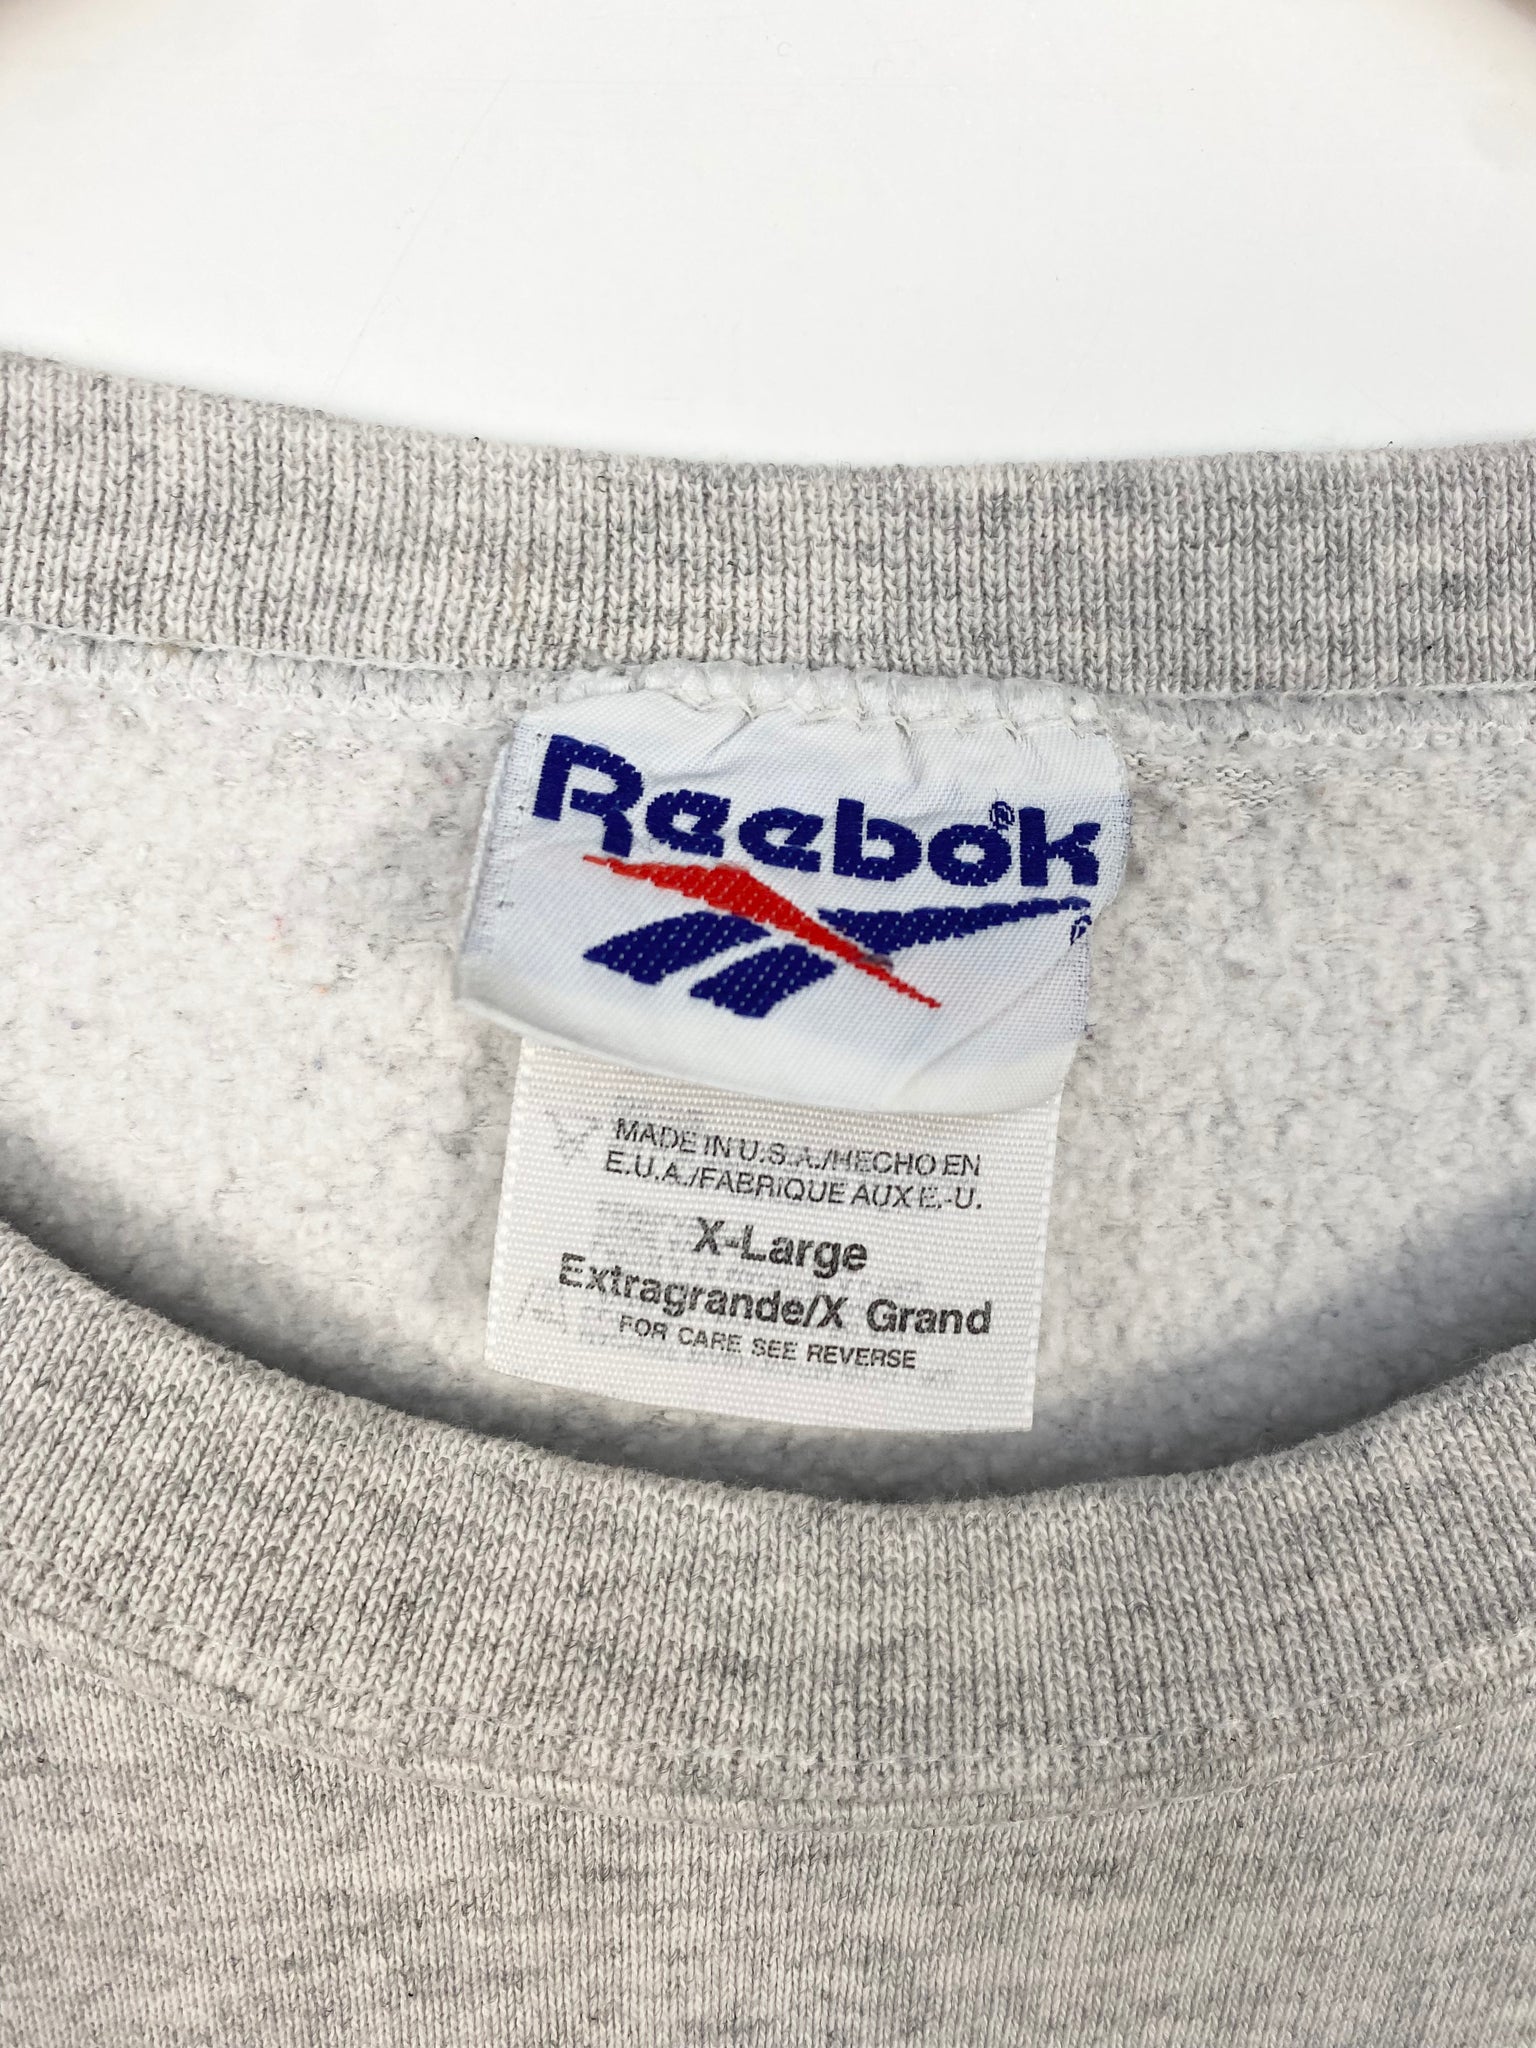 Reebok®
MADE IN U.S.A./HECHO EN
E.U.A./FABRIQUE AUX E.-U.
X-Large
Extragrande/X Grand
FOR CARE SEE REVERSE